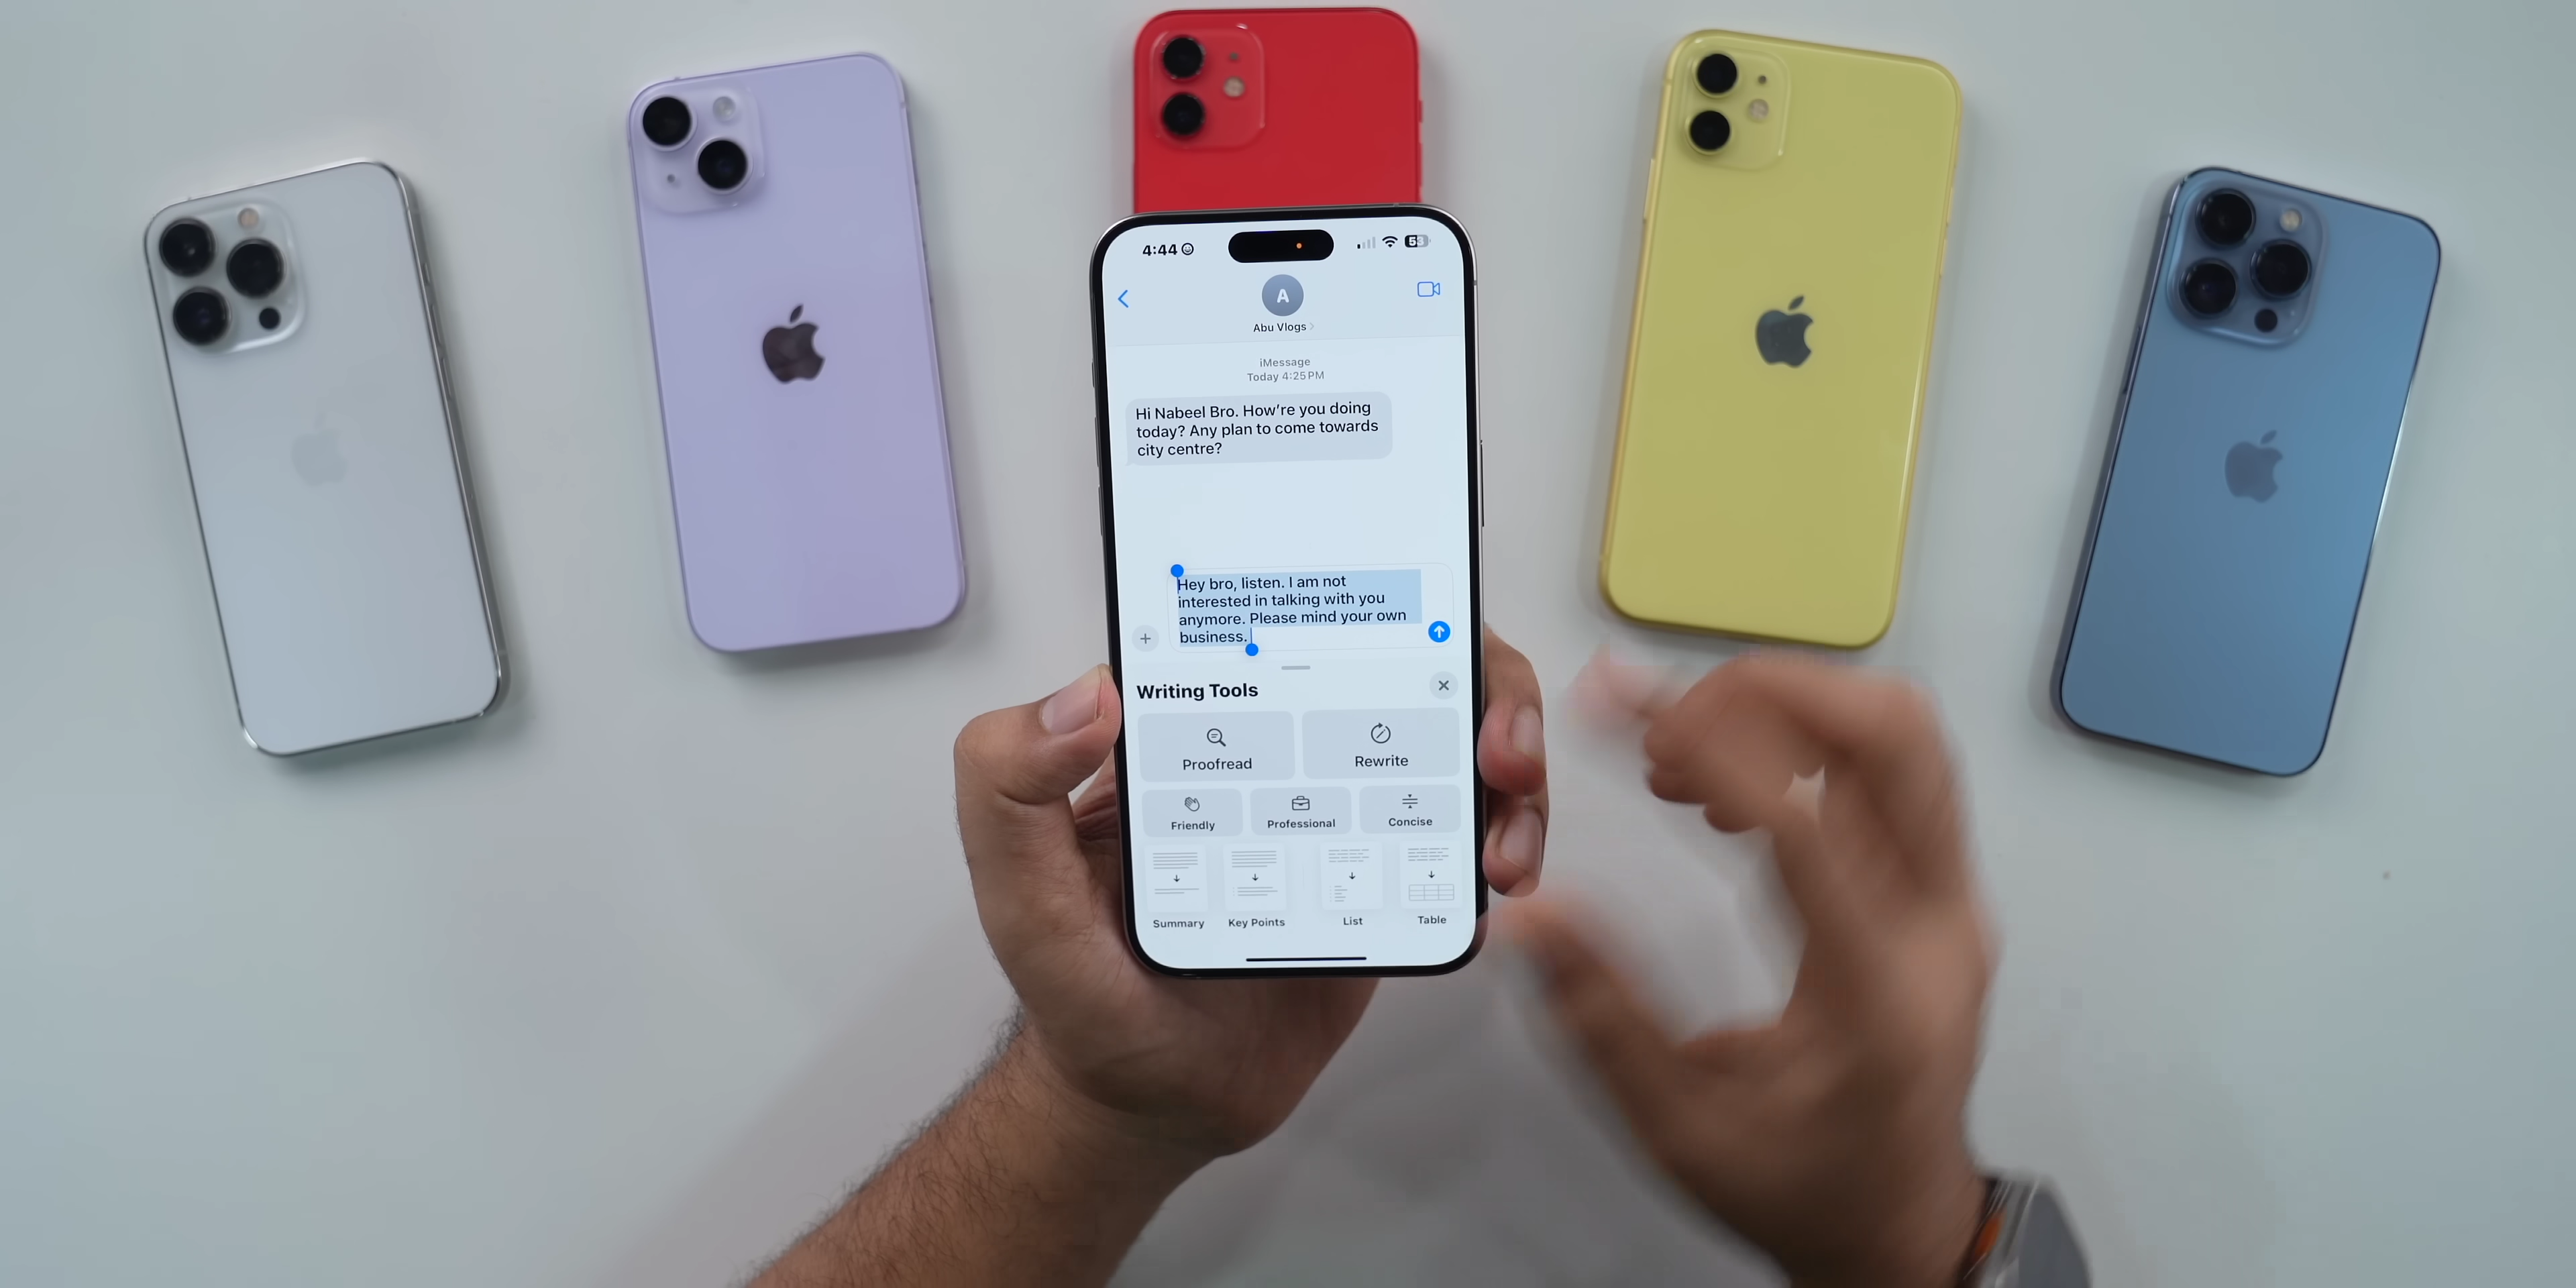 4:44
53
A
Abu Vlogs
iMessage
Today 4:25 PM
Hi Nabeel Bro. How're you doing
today? Any plan to come towards
city centre?
Hey bro, listen. I am not
interested in talking with you
anymore. Please mind your own
business.
Writing Tools
Proofread
Rewrite
Friendly
Professional
Concise
Summary
Key Points
List
Table